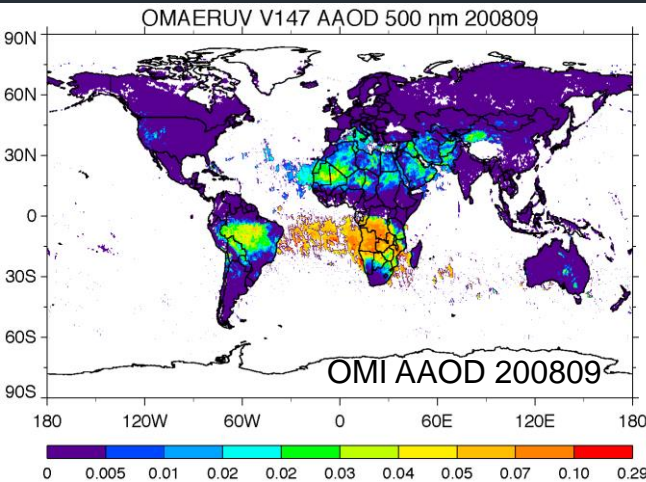 OMAERUV V147 AAOD 500 nm 200809
90N
60N
30N
0
30S
60S
90S
OMI AAOD 200809
180 120W 60W 0 60E 120E 180
0 0.005 0.01 0.02 0.02 0.03 0.04 0.05 0.07 0.10 0.29